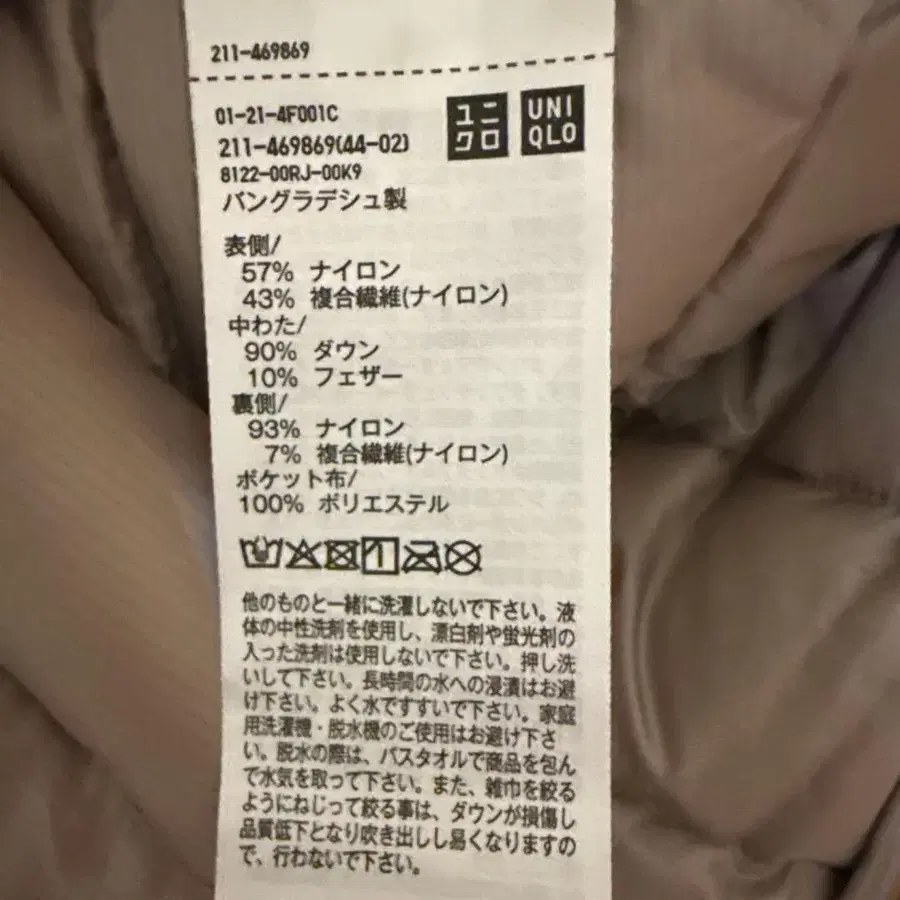 211-469869
01-21-4F001C
211-469869(44-02)
8122-00RJ-00K9
バングラデシュ製
ユニ
クロ
UNI
QLO
表側/
57% ナイロン
43% 複合繊維(ナイロン)
中わた/
90% ダウン
10% フェザー
裏側/
93% ナイロン
7% 複合繊維(ナイロン)
ポケット布/
100% ポリエステル
他のものと一緒に洗濯しないで下さい。液
体の中性洗剤を使用し、漂白剤や蛍光剤の
入った洗剤は使用しないで下さい。押し洗
いして下さい。長時間の水への浸漬はお避
け下さい。よく水ですすいで下さい。家庭
用洗濯機・脱水機のご使用はお避け下さ
い。脱水の際は、バスタオルで商品を包ん
で水気を取って下さい。また、雑巾を絞る
ようにねじって絞る事は、ダウンが損傷し
品質低下となり吹き出しし易くなりますの
で、行わないで下さい。